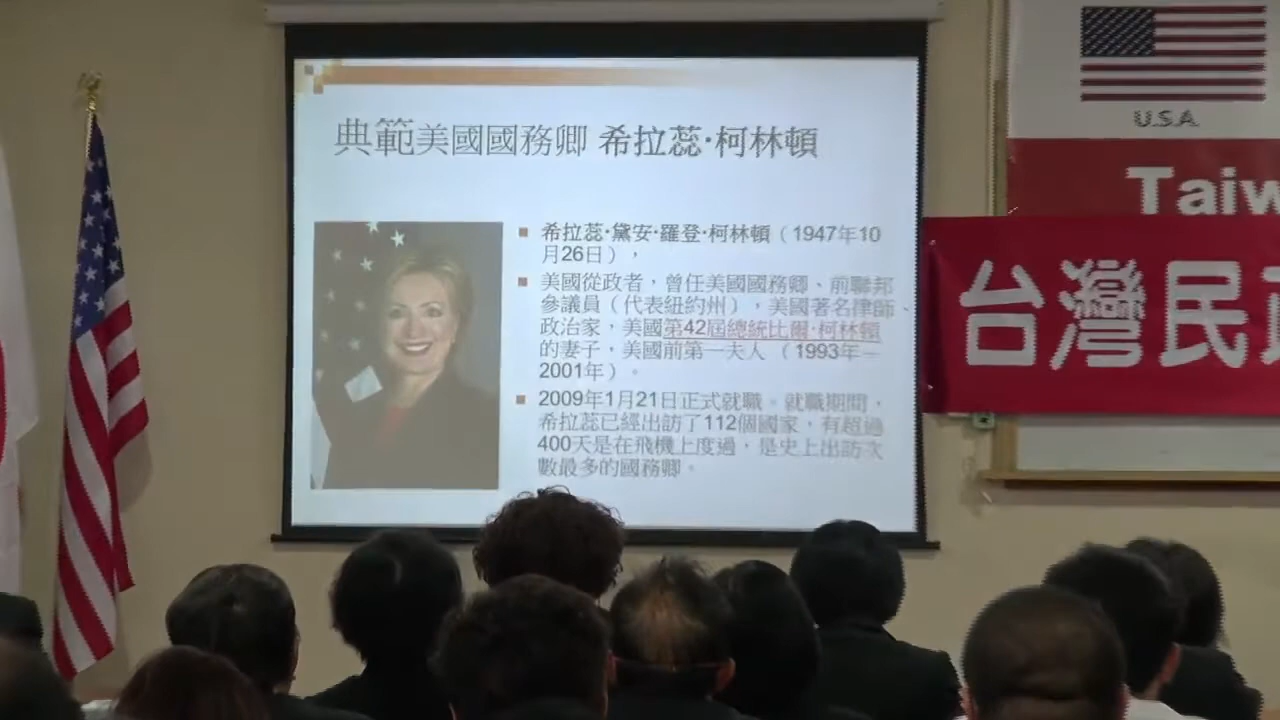 典範美國國務卿 希拉蕊·柯林頓
希拉蕊·黛安·羅登·柯林頓（1947年10
月26日），
美國從政者，曾任美國國務卿、前聯邦
參議員（代表紐約州），美國著名律師、
政治家，美國第42屆總統比爾·柯林頓
的妻子，美國前第一夫人 （1993年—
2001年）。
2009年1月21日正式就職。就職期間，
希拉蕊已經出訪了112個國家，有超過
400天是在飛機上度過，是史上出訪次
數最多的國務卿。
U.S.A.
Taiw
台灣民政